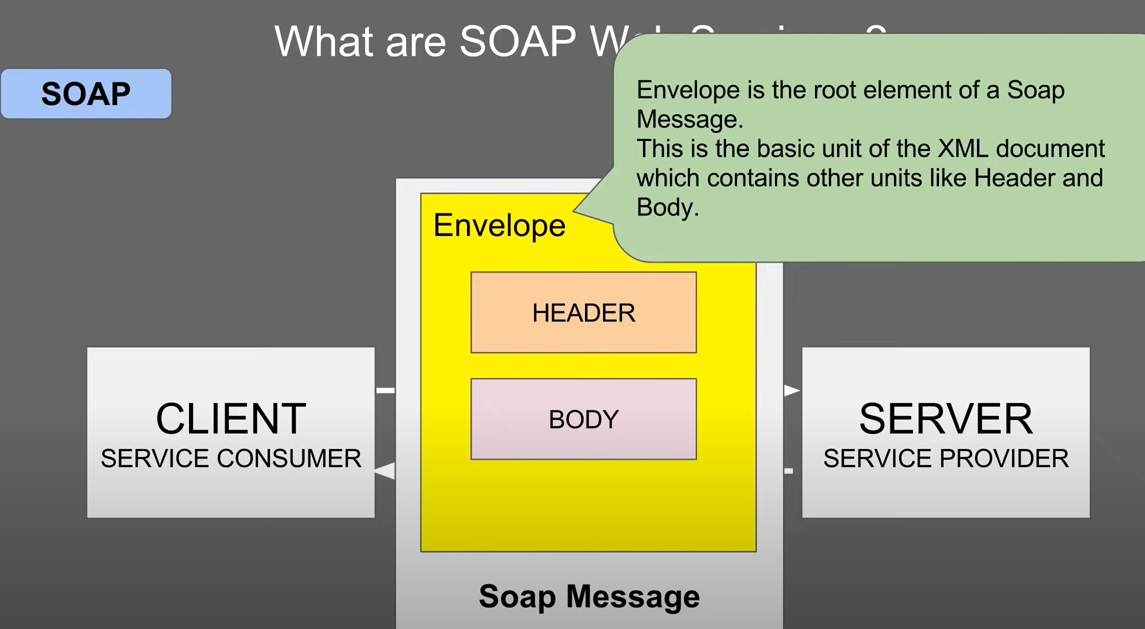 What are SOAP
SOAP
Envelope is the root element of a Soap
Message.
This is the basic unit of the XML document
which contains other units like Header and
Body.
Envelope
HEADER
BODY
CLIENT
SERVICE CONSUMER
SERVER
SERVICE PROVIDER
Soap Message